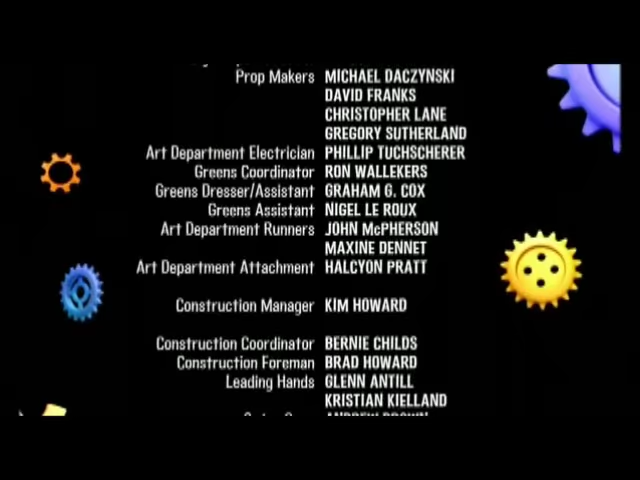 Prop Makers MICHAEL DACZYNSKI
DAVID FRANKS
CHRISTOPHER LANE
GREGORY SUTHERLAND
Art Department Electrician PHILLIP TUCHSCHERER
Greens Coordinator RON WALLEKERS
Greens Dresser/Assistant GRAHAM G. COX
Greens Assistant NIGEL LE ROUX
Art Department Runners JOHN McPHERSON
MAXINE DENNET
Art Department Attachment HALCYON PRATT
Construction Manager KIM HOWARD
Construction Coordinator BERNIE CHILDS
Construction Foreman BRAD HOWARD
Leading Hands GLENN ANTILL
KRISTIAN KIELLAND
ANDREW BROWN